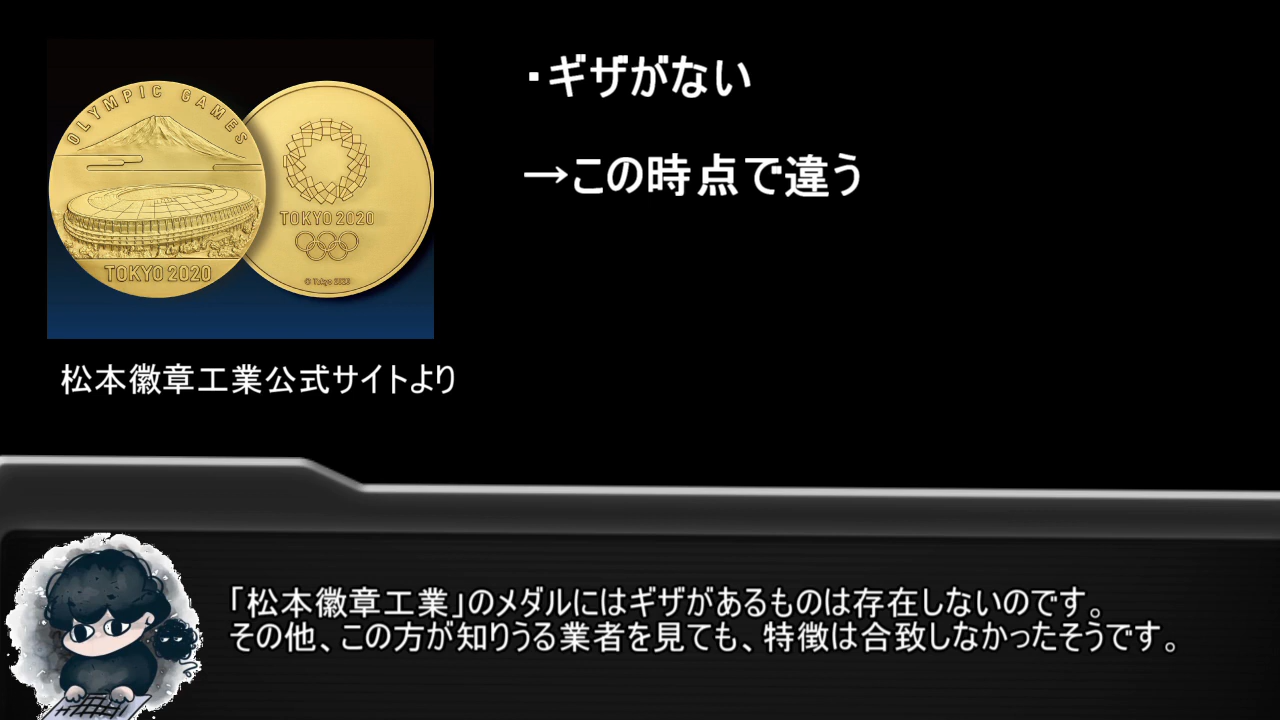 ・ギザがない
→この時点で違う
OLYMPIC GAMES
TOKYO 2020
TOKYO 2020
© Tokyo 2020
松本徽章工業公式サイトより
「松本徽章工業」のメダルにはギザがあるものは存在しないのです。
その他、この方が知りうる業者を見ても、特徴は合致しなかったそうです。